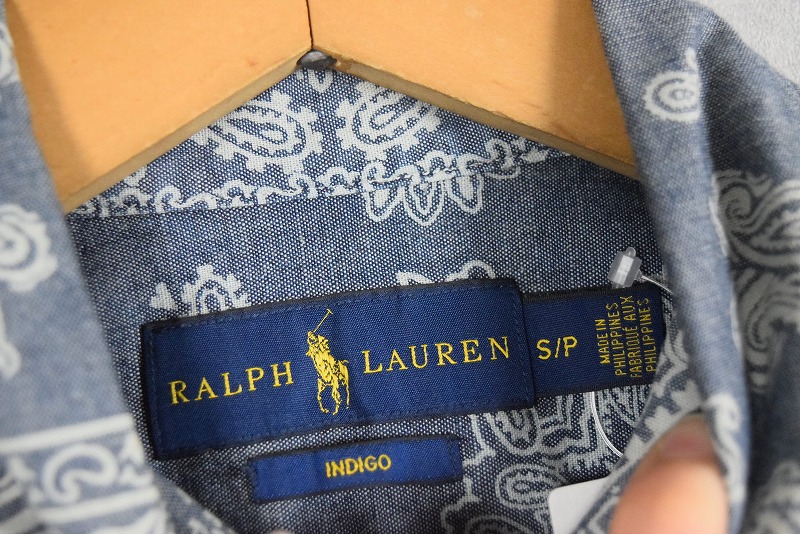 RALPH LAUREN
S/P
MADE IN
PHILIPPINES
FABRIQUÉ AUX
PHILIPPINES
INDIGO